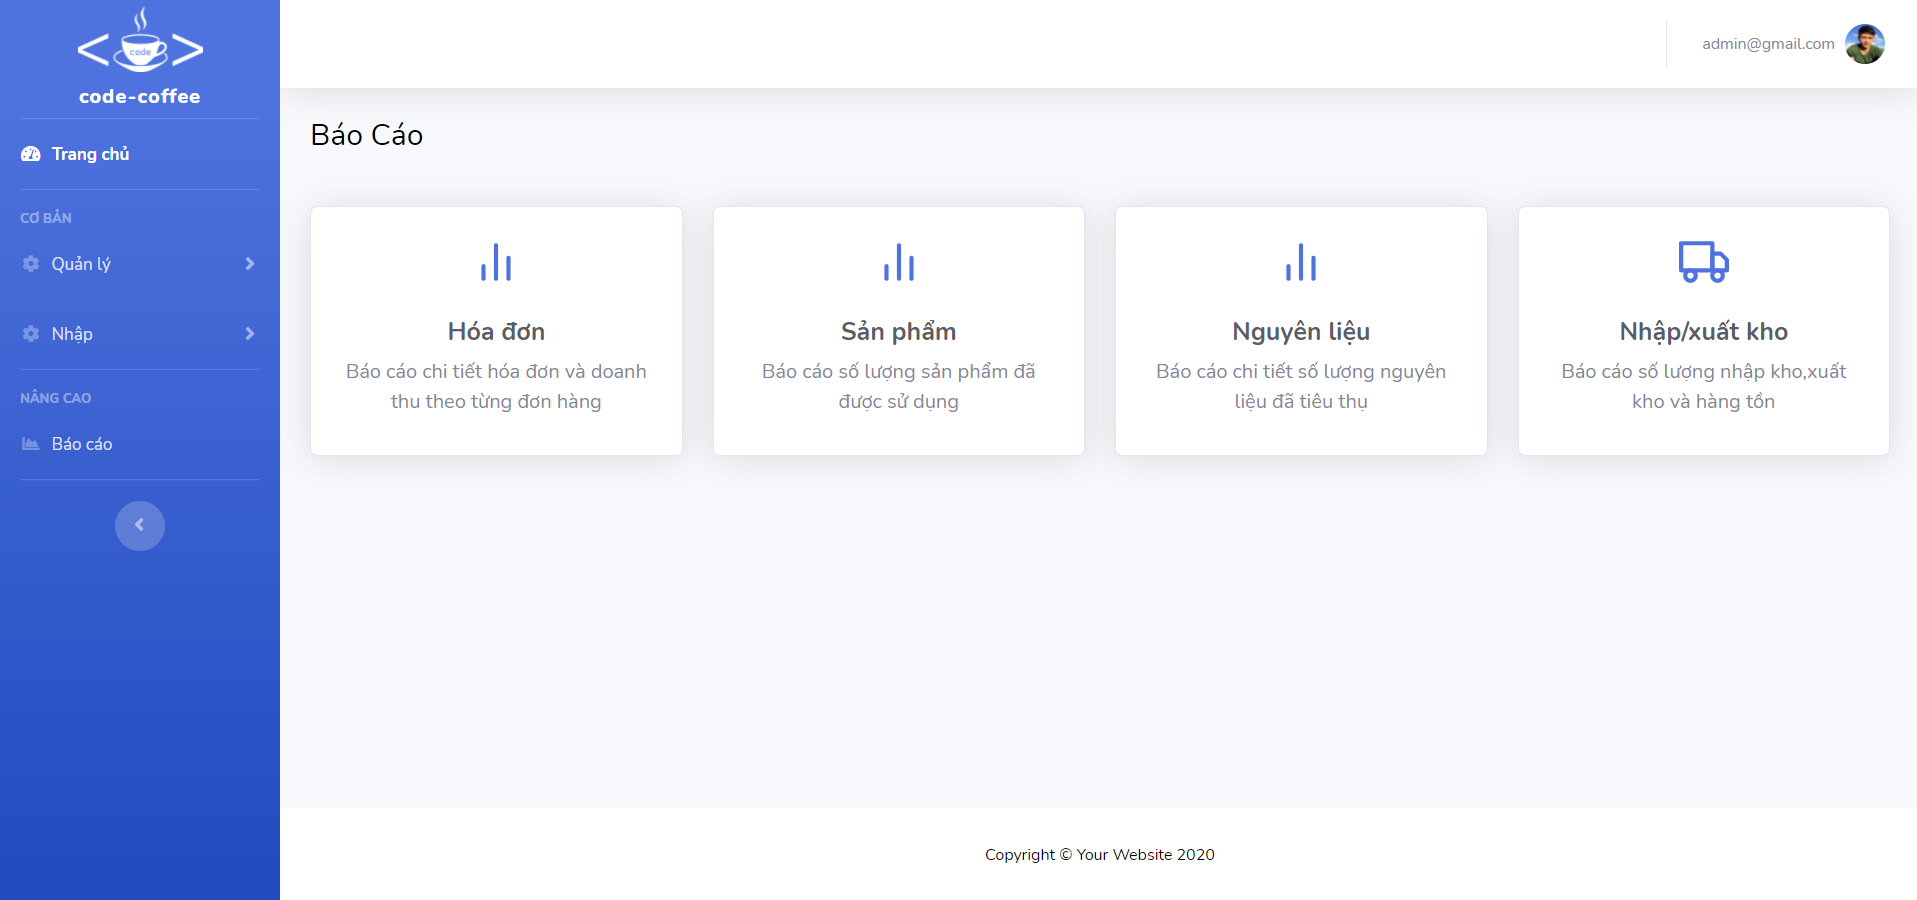 code
code-coffee
Trang chủ
CƠ BẢN
Quản lý
Nhập
NÂNG CAO
Báo cáo
admin@gmail.com
Báo Cáo
Hóa đơn
Báo cáo chi tiết hóa đơn và doanh
thu theo từng đơn hàng
Sản phẩm
Báo cáo số lượng sản phẩm đã
được sử dụng
Nguyên liệu
Báo cáo chi tiết số lượng nguyên
liệu đã tiêu thụ
Nhập/xuất kho
Báo cáo số lượng nhập kho,xuất
kho và hàng tồn
Copyright © Your Website 2020